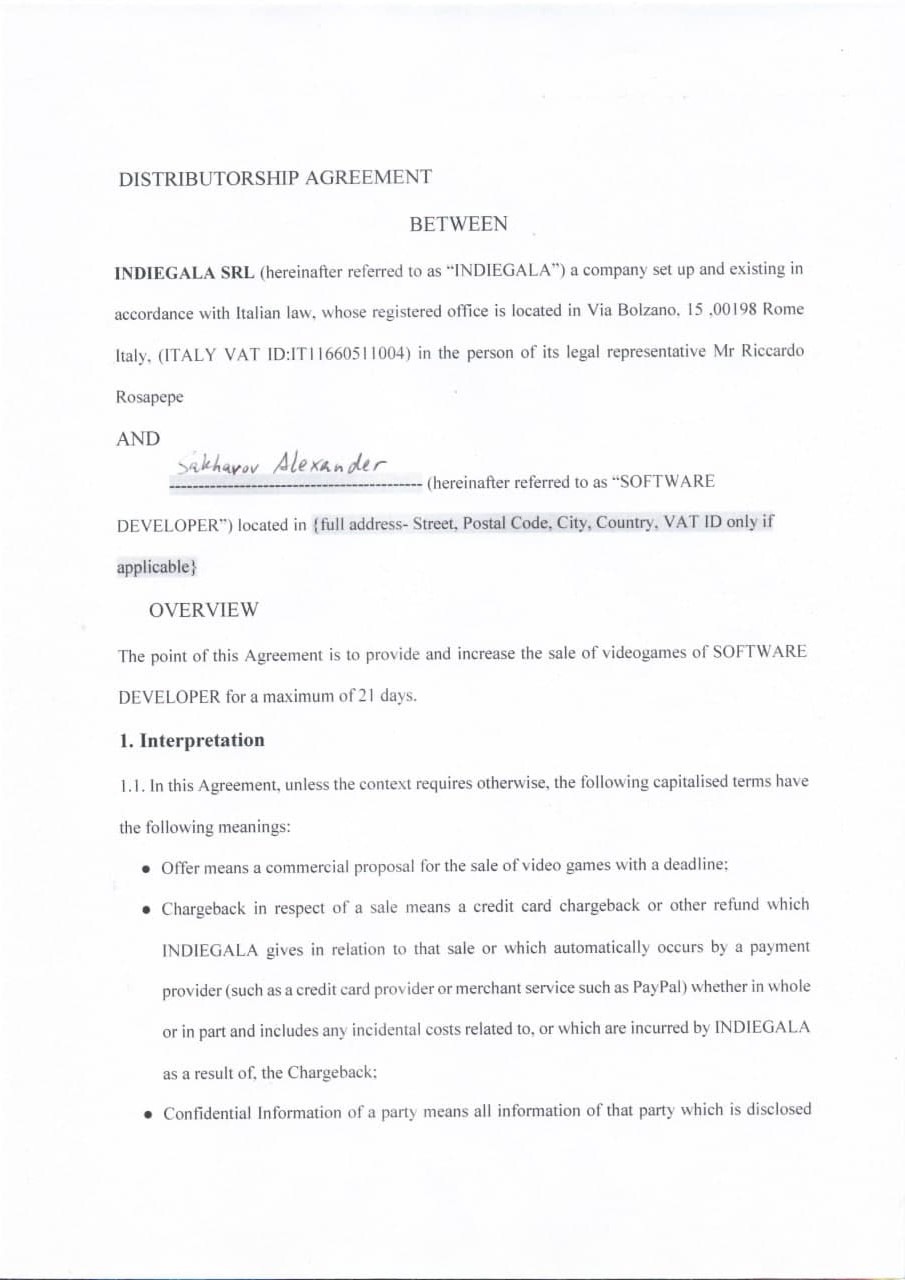 DISTRIBUTORSHIP AGREEMENT
BETWEEN
INDIEGALA SRL (hereinafter referred to as “INDIEGALA”) a company set up and existing in
accordance with Italian law, whose registered office is located in Via Bolzano, 15 ,00198 Rome
Italy, (ITALY VAT ID:IT11660511004) in the person of its legal representative Mr Riccardo
Rosapepe
AND
Sakharov Alexander
------------------------------------------ (hereinafter referred to as “SOFTWARE
DEVELOPER”) located in {full address- Street, Postal Code, City, Country, VAT ID only if
applicable}
OVERVIEW
The point of this Agreement is to provide and increase the sale of videogames of SOFTWARE
DEVELOPER for a maximum of 21 days.
1. Interpretation
1.1. In this Agreement, unless the context requires otherwise, the following capitalised terms have
the following meanings:
● Offer means a commercial proposal for the sale of video games with a deadline;
● Chargeback in respect of a sale means a credit card chargeback or other refund which
INDIEGALA gives in relation to that sale or which automatically occurs by a payment
provider (such as a credit card provider or merchant service such as PayPal) whether in whole
or in part and includes any incidental costs related to, or which are incurred by INDIEGALA
as a result of, the Chargeback;
● Confidential Information of a party means all information of that party which is disclosed